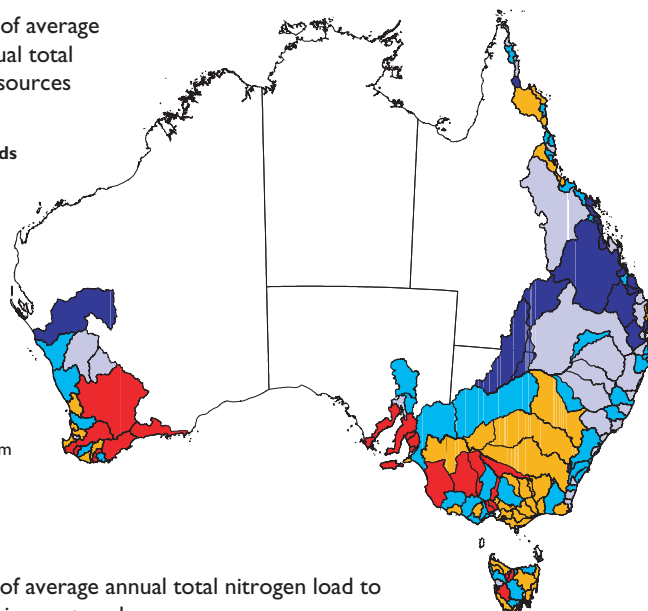 of average
ual total
sources
ds
m
of average annual total nitrogen load to